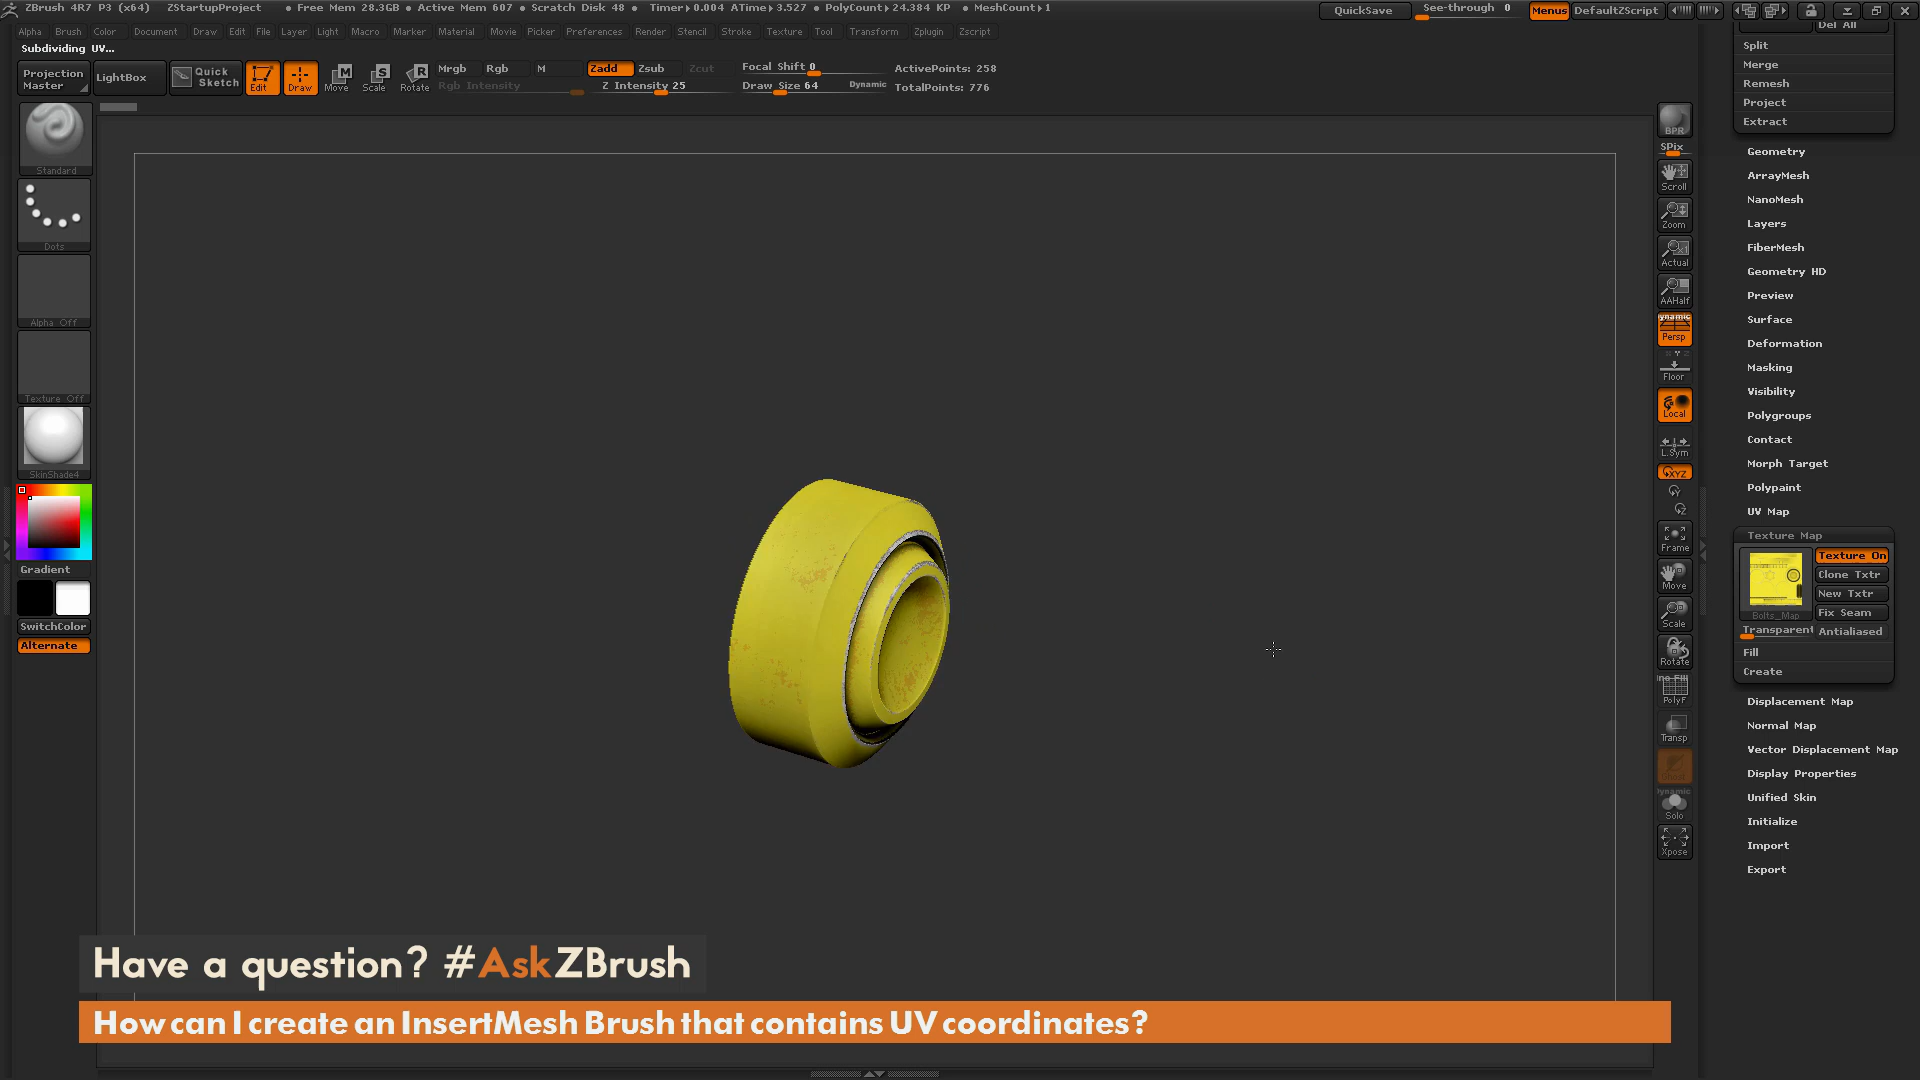 ZBrush 4R7 P3 (x64) ZStartupProject • Free Mem 28.3GB • Active Mem 607 • Scratch Disk 48 • Timer▸0.004 ATime▸3.527 • PolyCount▸24.384 KP • MeshCount▸1 QuickSave See-through 0 Menus DefaultZScript
Alpha Brush Color Document Draw Edit File Layer Light Macro Marker Material Movie Picker Preferences Render Stencil Stroke Texture Tool Transform Zplugin Zscript
Subdividing UV...
Projection Master
LightBox
Quick Sketch
Edit
Draw
Move
Scale
Rotate
Mrgb Rgb M
Rgb Intensity
Zadd Zsub Zcut
Z Intensity 25
Focal Shift 0
Draw Size 64 Dynamic
ActivePoints: 258
TotalPoints: 776
Standard
Dots
Alpha Off
Texture Off
SkinShade4
Gradient
SwitchColor
Alternate
BPR
SPix
Scroll
Zoom
Actual
AAHalf
Persp
Floor
Local
L.Sym
XYZ
Frame
Move
Scale
Rotate
PolyF
Transp
Dynamic
Solo
Xpose
Del All
Split
Merge
Remesh
Project
Extract
Geometry
ArrayMesh
NanoMesh
Layers
FiberMesh
Geometry HD
Preview
Surface
Deformation
Masking
Visibility
Polygroups
Contact
Morph Target
Polypaint
UV Map
Texture Map
Texture On
Clone Txtr
New Txtr
Bolts_Map
Fix Seam
Transparent Antialiased
Fill
Create
Displacement Map
Normal Map
Vector Displacement Map
Display Properties
Unified Skin
Initialize
Import
Export
Have a question? #AskZBrush
How can I create an InsertMesh Brush that contains UV coordinates?